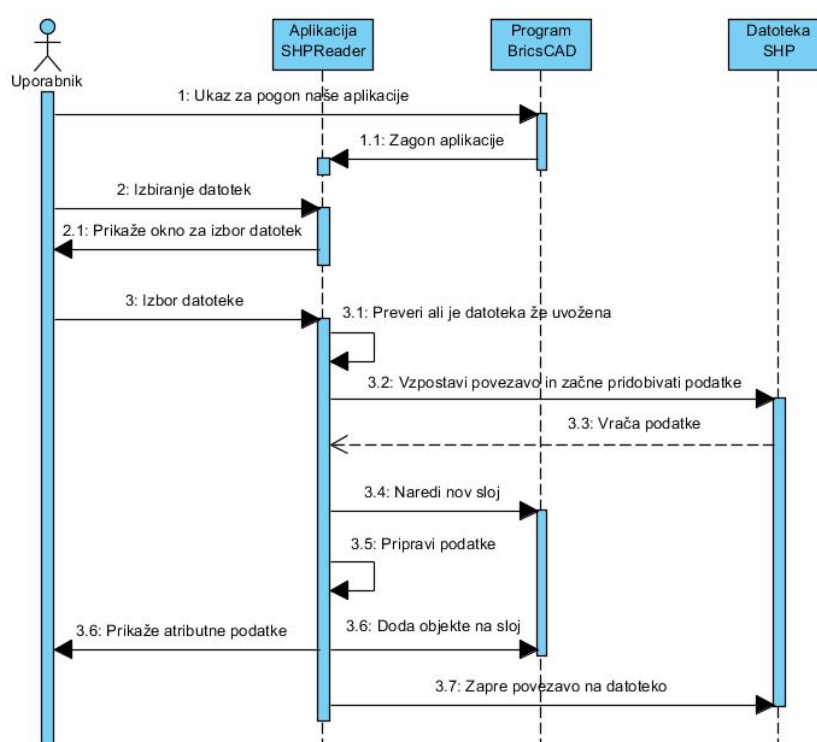 Uporabnik
Aplikacija
SHPReader
Program
BricsCAD
Datoteka
SHP
1: Ukaz za pogon naše aplikacije
1.1: Zagon aplikacije
2: Izbiranje datotek
2.1: Prikaže okno za izbor datotek
3: Izbor datoteke
3.1: Preveri ali je datoteka že uvožena
3.2: Vzpostavi povezavo in začne pridobivati podatke
3.3: Vrača podatke
3.4: Naredi nov sloj
3.5: Pripravi podatke
3.6: Prikaže atributne podatke
3.6: Doda objekte na sloj
3.7: Zapre povezavo na datoteko